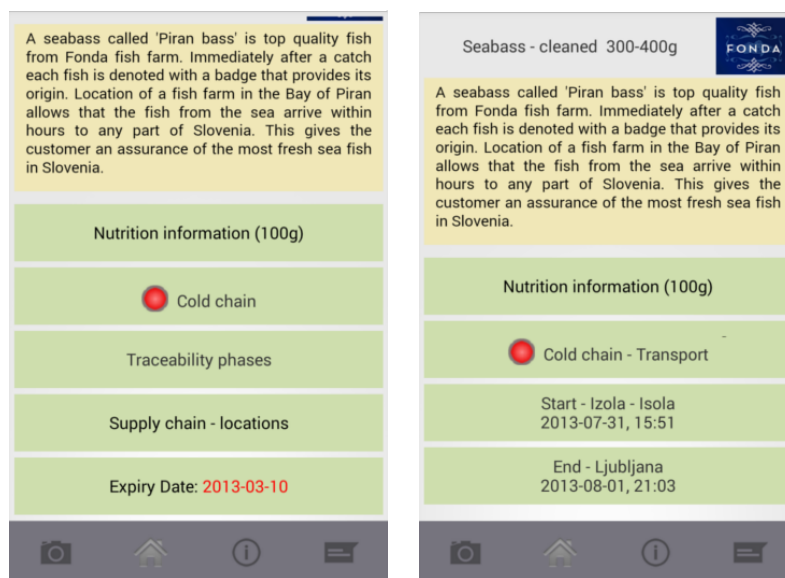 A seabass called 'Piran bass' is top quality fish
from Fonda fish farm. Immediately after a catch
each fish is denoted with a badge that provides its
origin. Location of a fish farm in the Bay of Piran
allows that the fish from the sea arrive within
hours to any part of Slovenia. This gives the
customer an assurance of the most fresh sea fish
in Slovenia.
Nutrition information (100g)
Cold chain
Traceability phases
Supply chain - locations
Expiry Date: 2013-03-10
Seabass - cleaned 300-400g
FONDA
A seabass called 'Piran bass' is top quality fish
from Fonda fish farm. Immediately after a catch
each fish is denoted with a badge that provides its
origin. Location of a fish farm in the Bay of Piran
allows that the fish from the sea arrive within
hours to any part of Slovenia. This gives the
customer an assurance of the most fresh sea fish
in Slovenia.
Nutrition information (100g)
Cold chain - Transport
Start - Izola - Isola
2013-07-31, 15:51
End - Ljubljana
2013-08-01, 21:03